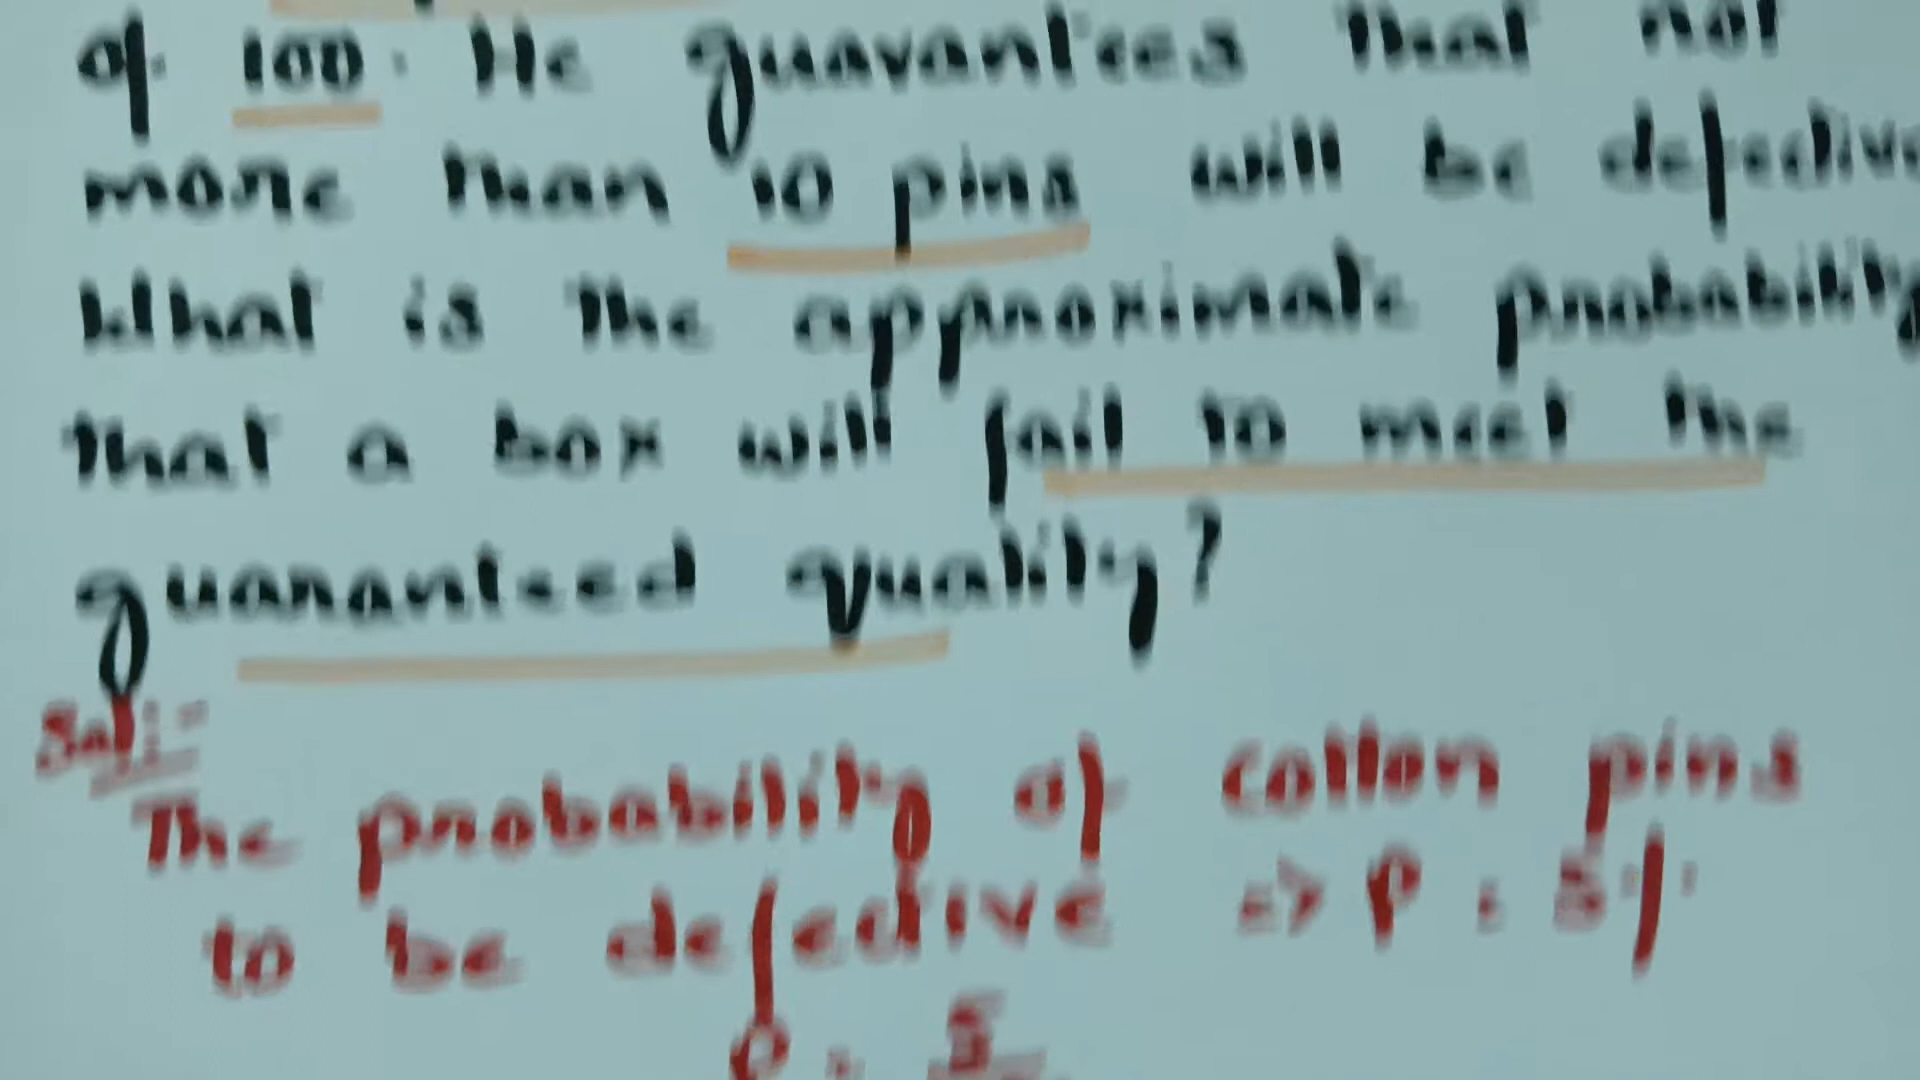 of 100. He guarantees that not
more than 10 pins will be defective
What is the approximate probability
that a box will fail to meet the
guaranteed quality?
Sol:-
The probability of cotton pins
to be defective => P = 5%
P = 5